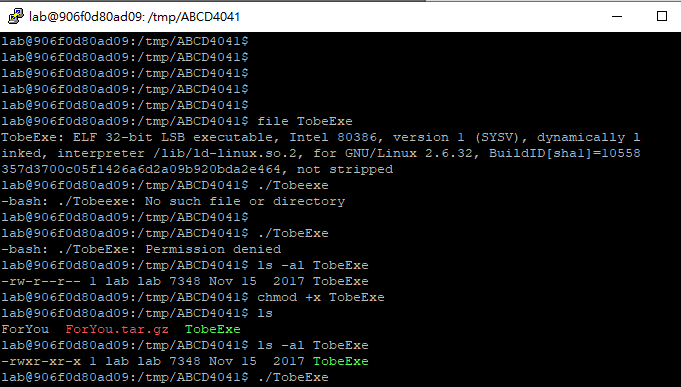 lab@906f0d80ad09: /tmp/ABCD4041
lab@906f0d80ad09:/tmp/ABCD4041$
lab@906f0d80ad09:/tmp/ABCD4041$
lab@906f0d80ad09:/tmp/ABCD4041$
lab@906f0d80ad09:/tmp/ABCD4041$
lab@906f0d80ad09:/tmp/ABCD4041$
lab@906f0d80ad09:/tmp/ABCD4041$ file TobeExe
TobeExe: ELF 32-bit LSB executable, Intel 80386, version 1 (SYSV), dynamically l
inked, interpreter /lib/ld-linux.so.2, for GNU/Linux 2.6.32, BuildID[sha1]=10558
357d3700c05f1426a6d2a09b920bda2e464, not stripped
lab@906f0d80ad09:/tmp/ABCD4041$ ./Tobeexe
-bash: ./Tobeexe: No such file or directory
lab@906f0d80ad09:/tmp/ABCD4041$
lab@906f0d80ad09:/tmp/ABCD4041$ ./TobeExe
-bash: ./TobeExe: Permission denied
lab@906f0d80ad09:/tmp/ABCD4041$ ls -al TobeExe
-rw-r--r-- 1 lab lab 7348 Nov 15  2017 TobeExe
lab@906f0d80ad09:/tmp/ABCD4041$ chmod +x TobeExe
lab@906f0d80ad09:/tmp/ABCD4041$ ls
ForYou  ForYou.tar.gz  TobeExe
lab@906f0d80ad09:/tmp/ABCD4041$ ls -al TobeExe
-rwxr-xr-x 1 lab lab 7348 Nov 15  2017 TobeExe
lab@906f0d80ad09:/tmp/ABCD4041$ ./TobeExe